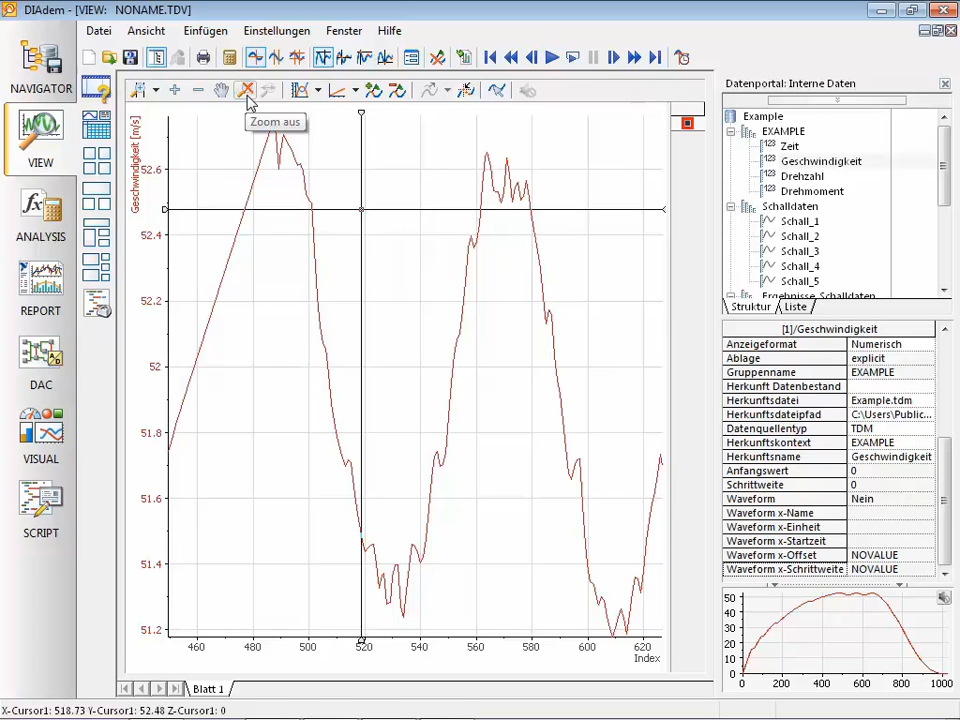 DIAdem - [VIEW:   NONAME.TDV]
Datei
Ansicht
Einfügen
Einstellungen
Fenster
Hilfe
NAVIGATOR
VIEW
ANALYSIS
REPORT
DAC
VISUAL
SCRIPT
Zoom aus
Geschwindigkeit [m/s]
52.6
52.4
52.2
52
51.8
51.6
51.4
51.2
460
480
500
520
540
560
580
600
620
Index
Blatt 1
Datenportal: Interne Daten
Example
EXAMPLE
Zeit
Geschwindigkeit
Drehzahl
Drehmoment
Schalldaten
Schall_1
Schall_2
Schall_3
Schall_4
Schall_5
Ergebnisse_Schalldaten
Struktur
Liste
[1]/Geschwindigkeit
Anzeigeformat Numerisch
Ablage explicit
Gruppenname EXAMPLE
Herkunft Datenbestand
Herkunftsdatei Example.tdm
Herkunftsdateipfad C:\Users\Public...
Datenquellentyp TDM
Herkunftskontext EXAMPLE
Herkunftsname Geschwindigkeit
Anfangswert 0
Schrittweite 0
Waveform Nein
Waveform x-Name
Waveform x-Einheit
Waveform x-Startzeit
Waveform x-Offset NOVALUE
Waveform x-Schrittweite NOVALUE
50
40
30
20
10
0
0 200 400 600 800 1000
X-Cursor1: 518.73 Y-Cursor1: 52.48 Z-Cursor1: 0